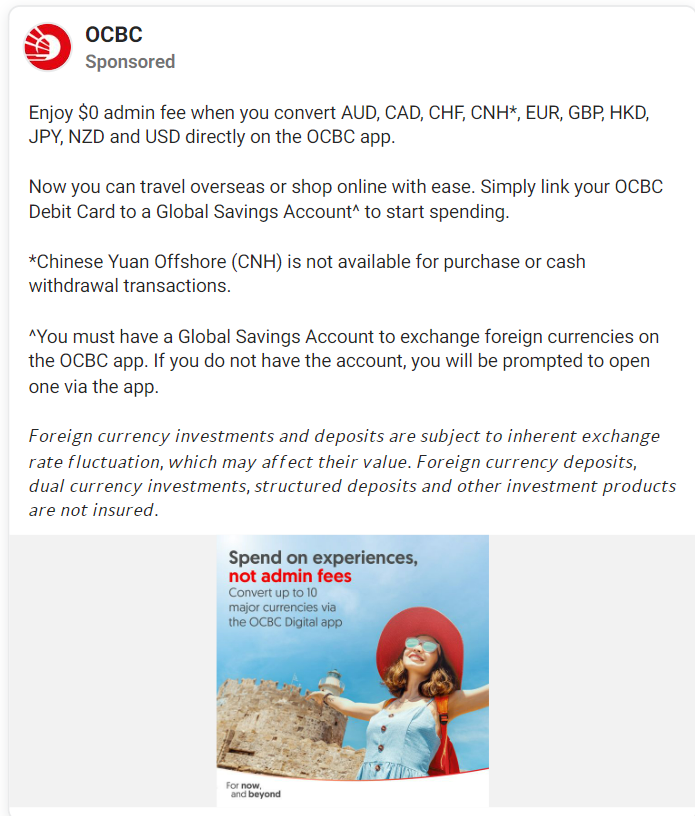 OCBC
Sponsored
Enjoy $0 admin fee when you convert AUD, CAD, CHF, CNH*, EUR, GBP, HKD,
JPY, NZD and USD directly on the OCBC app.
Now you can travel overseas or shop online with ease. Simply link your OCBC
Debit Card to a Global Savings Account^ to start spending.
*Chinese Yuan Offshore (CNH) is not available for purchase or cash
withdrawal transactions.
^You must have a Global Savings Account to exchange foreign currencies on
the OCBC app. If you do not have the account, you will be prompted to open
one via the app.
Foreign currency investments and deposits are subject to inherent exchange
rate fluctuation, which may affect their value. Foreign currency deposits,
dual currency investments, structured deposits and other investment products
are not insured.
Spend on experiences,
not admin fees
Convert up to 10
major currencies via
the OCBC Digital app
For now,
and beyond